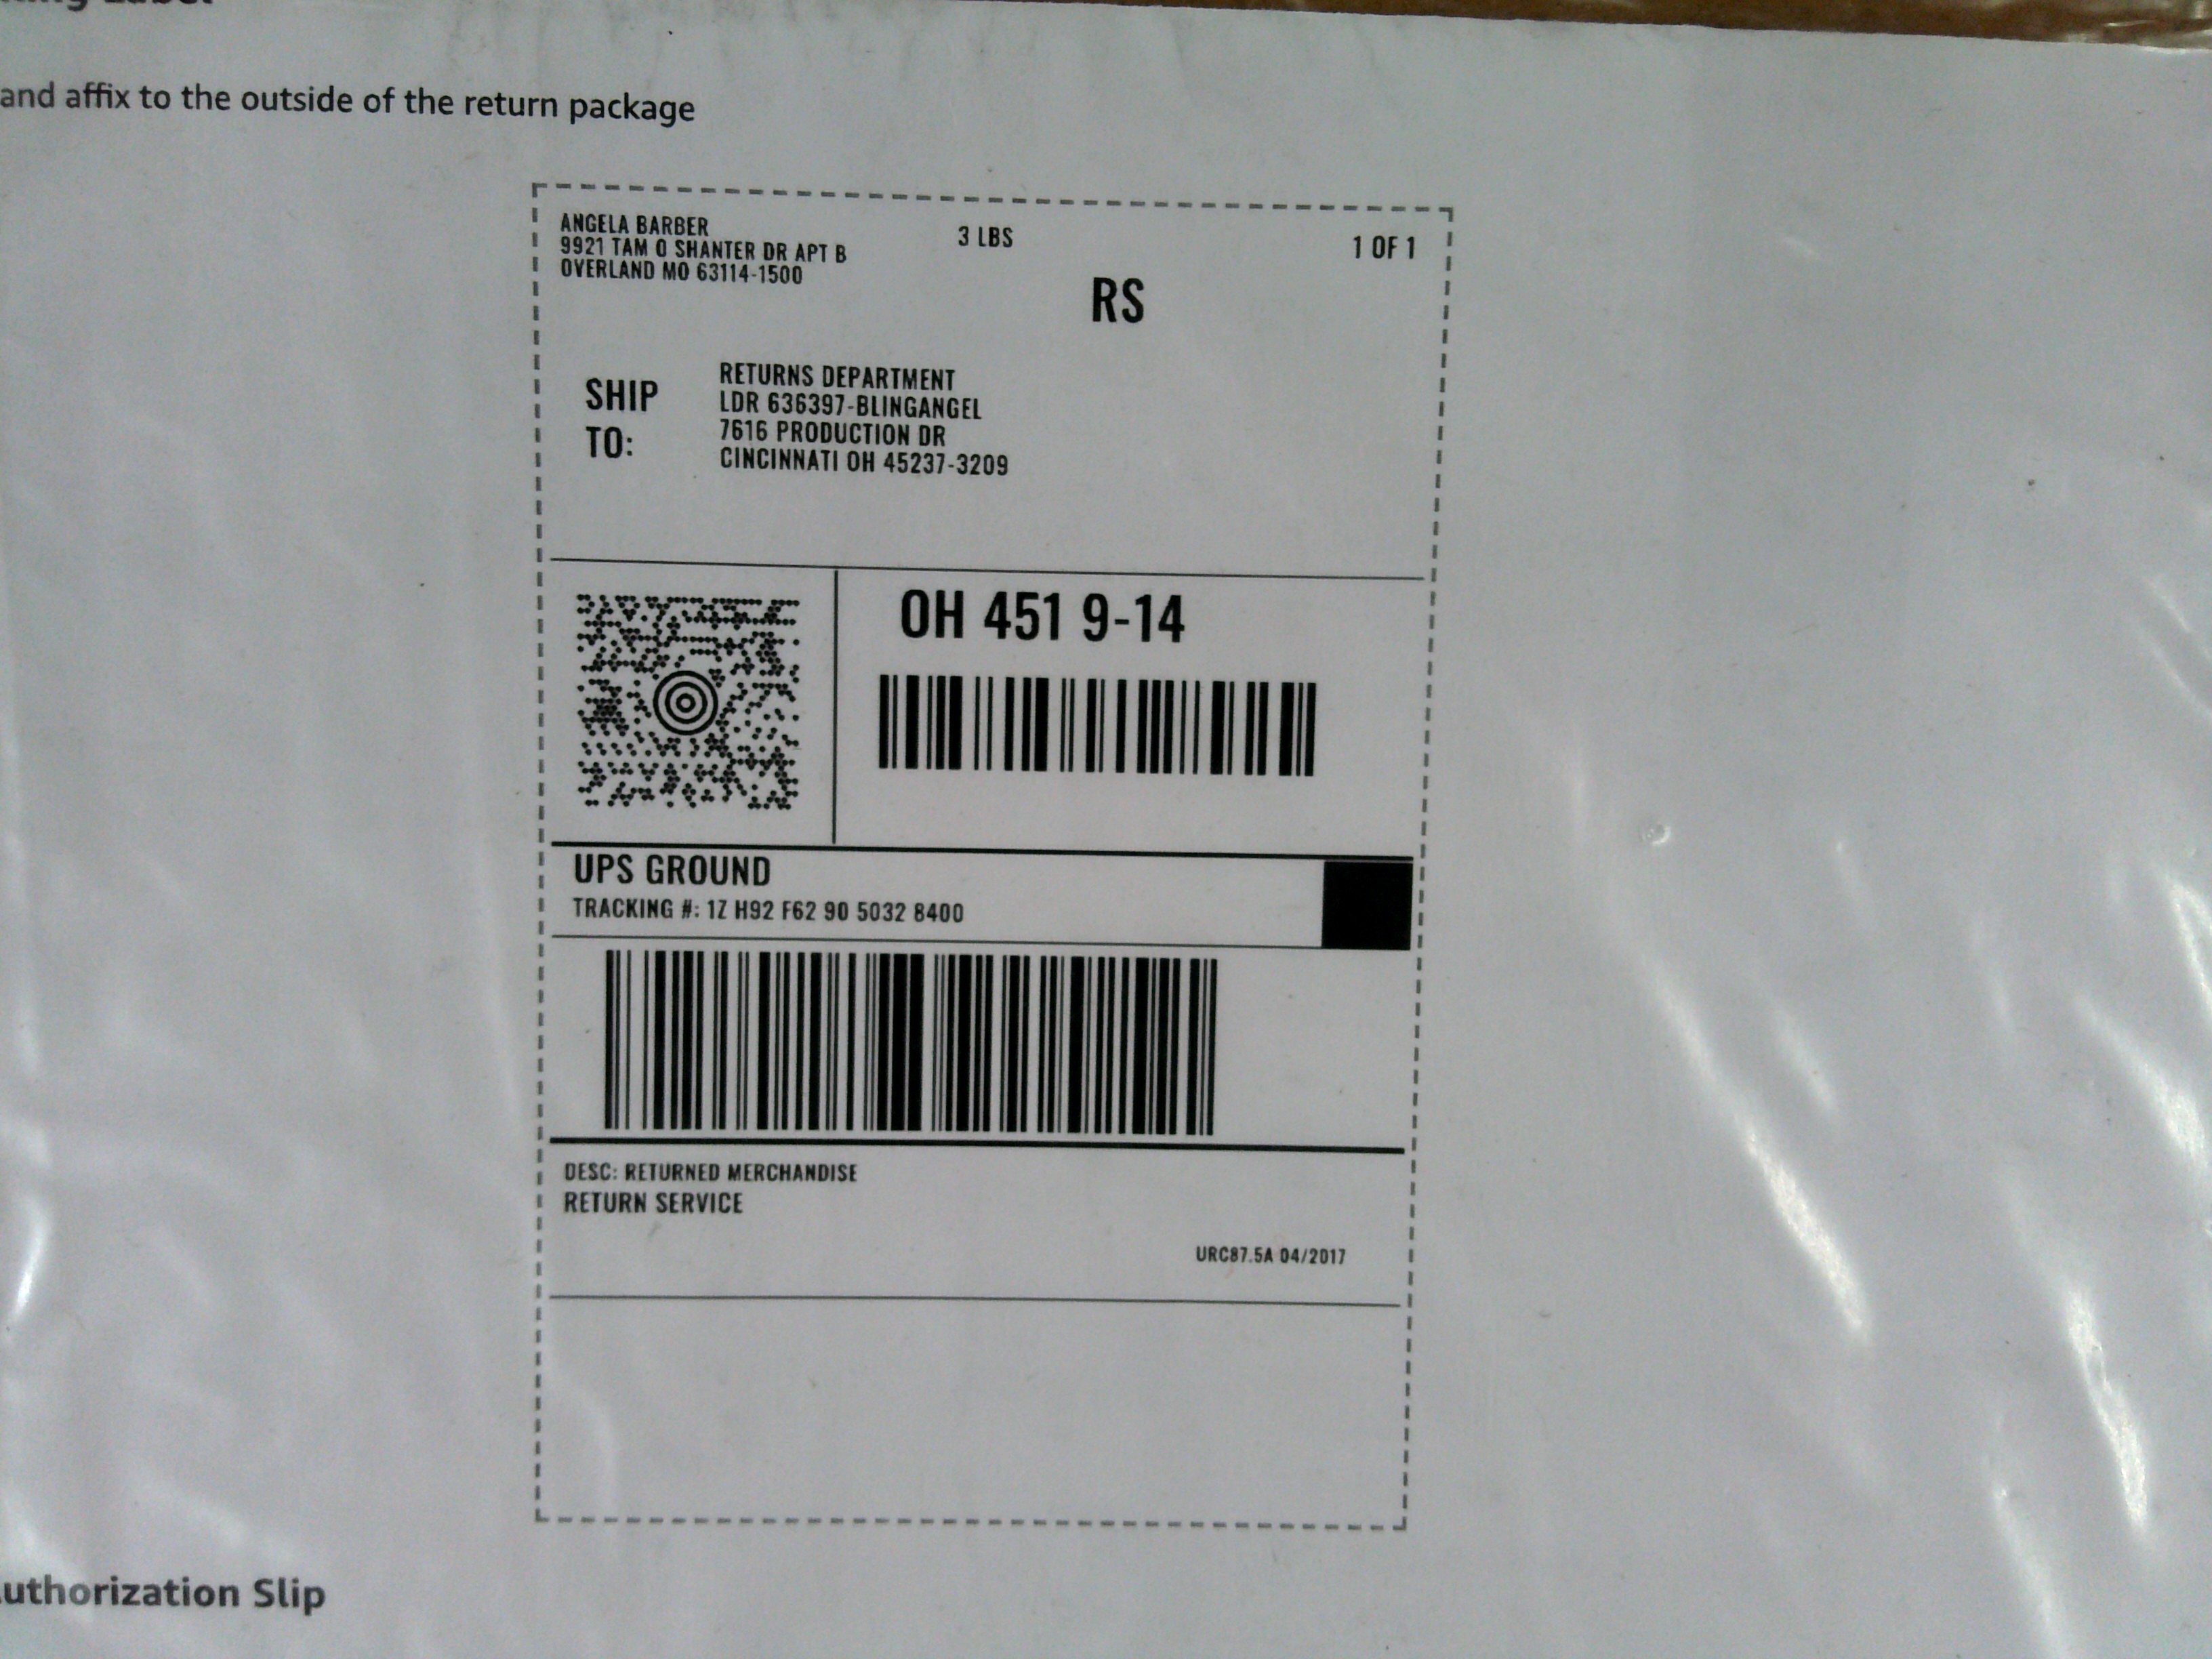 Label
and affix to the outside of the return package
ANGELA BARBER
9921 TAM O SHANTER DR APT B
OVERLAND MO 63114-1500
3 LBS
1 OF 1
RS
SHIP TO:
RETURNS DEPARTMENT
LDR 636397-BLINGANGEL
7616 PRODUCTION DR
CINCINNATI OH 45237-3209
OH 451 9-14
UPS GROUND
TRACKING #: 1Z H92 F62 90 5032 8400
DESC: RETURNED MERCHANDISE
RETURN SERVICE
URC87.5A 04/2017
uthorization Slip